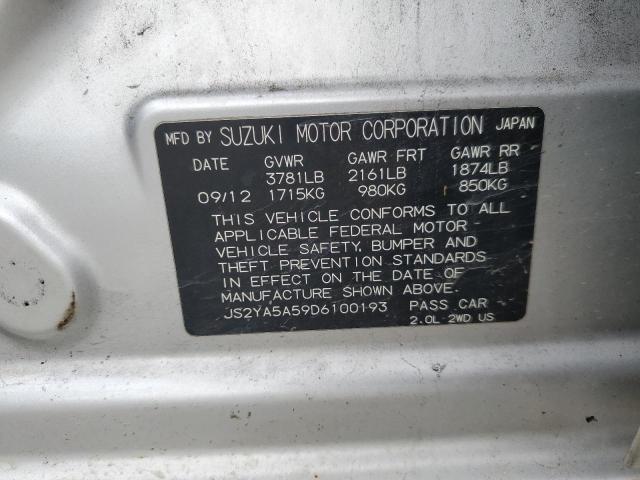 MFD BY SUZUKI MOTOR CORPORATION JAPAN
DATE GVWR GAWR FRT GAWR RR
3781LB 2161LB 1874LB
09/12 1715KG 980KG 850KG
THIS VEHICLE CONFORMS TO ALL
APPLICABLE FEDERAL MOTOR-
VEHICLE SAFETY, BUMPER AND
THEFT PREVENTION STANDARDS
IN EFFECT ON THE DATE OF
MANUFACTURE SHOWN ABOVE.
JS2YA5A59D6100193 PASS CAR
2.0L 2WD US